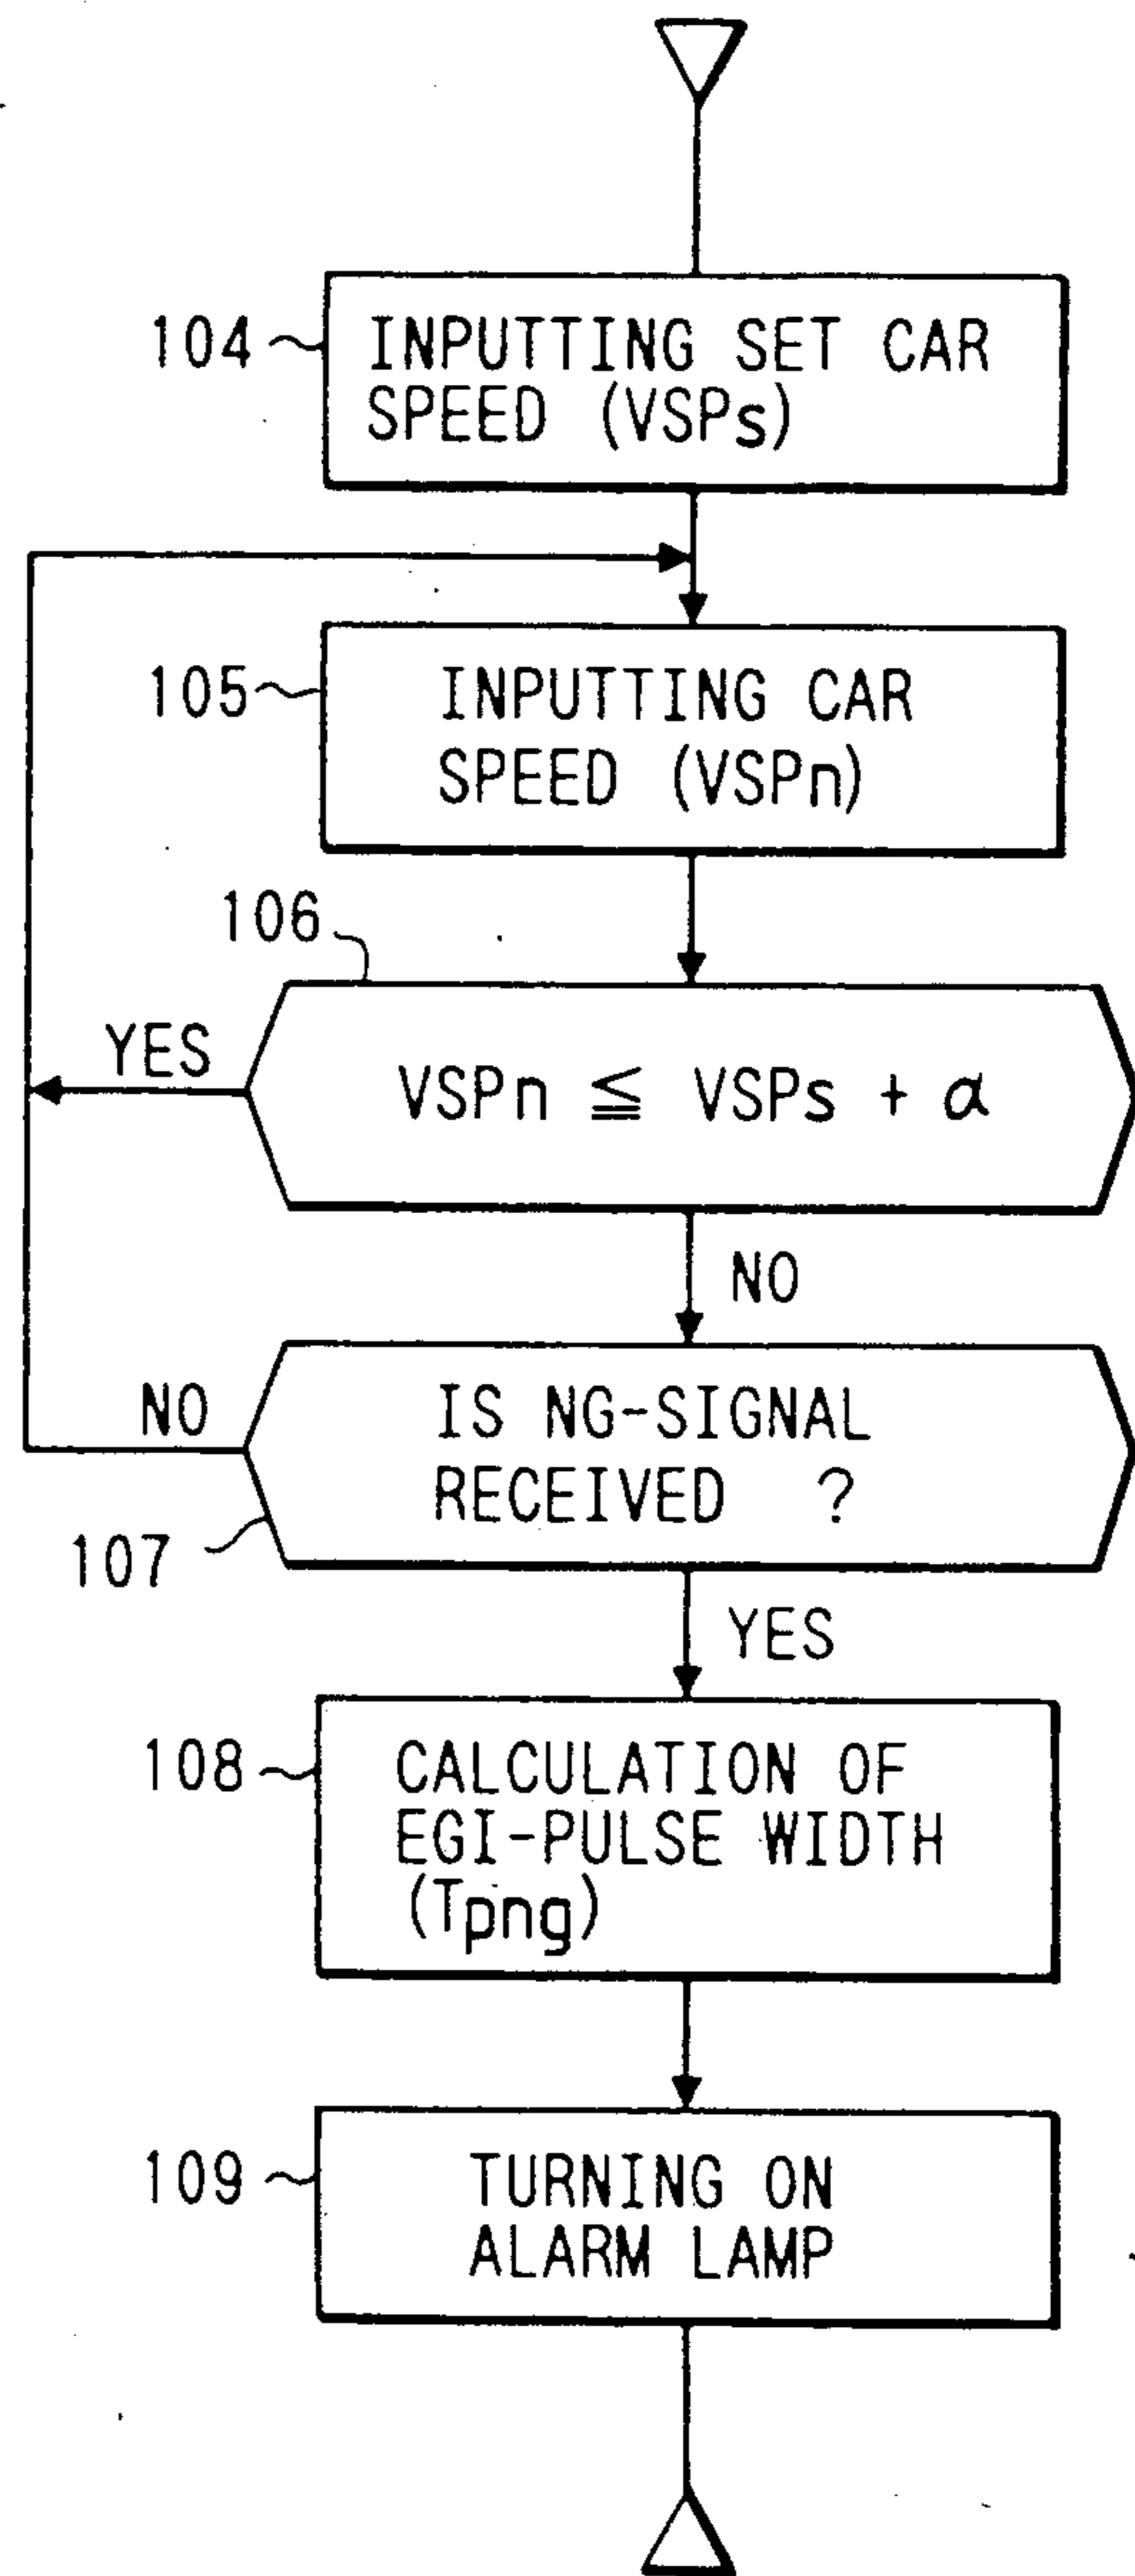 104
INPUTTING SET CAR
SPEED (VSPs)
105
INPUTTING CAR
SPEED (VSPn)
106
YES
VSPn ≦ VSPs + α
NO
NO
IS NG-SIGNAL
RECEIVED ?
107
YES
108
CALCULATION OF
EGI-PULSE WIDTH
(Tpng)
109
TURNING ON
ALARM LAMP